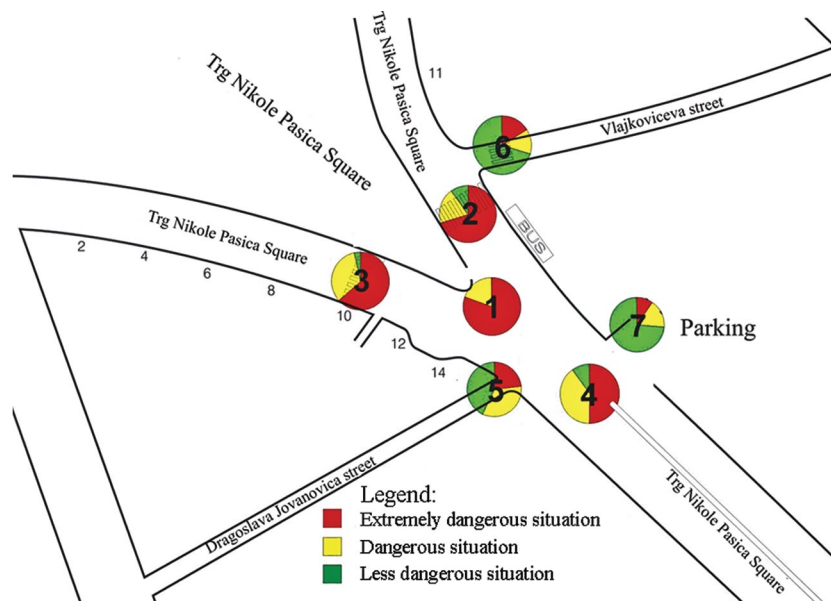 Trg Nikole Pasica Square
Trg Nikole Pasica Square
11
Vlajkoviceva street
6
2
BUS
Trg Nikole Pasica Square
2
4
6
8
3
10
1
7
Parking
12
14
5
4
Dragoslava Jovanovica street
Trg Nikole Pasica Square
Legend:
Extremely dangerous situation
Dangerous situation
Less dangerous situation